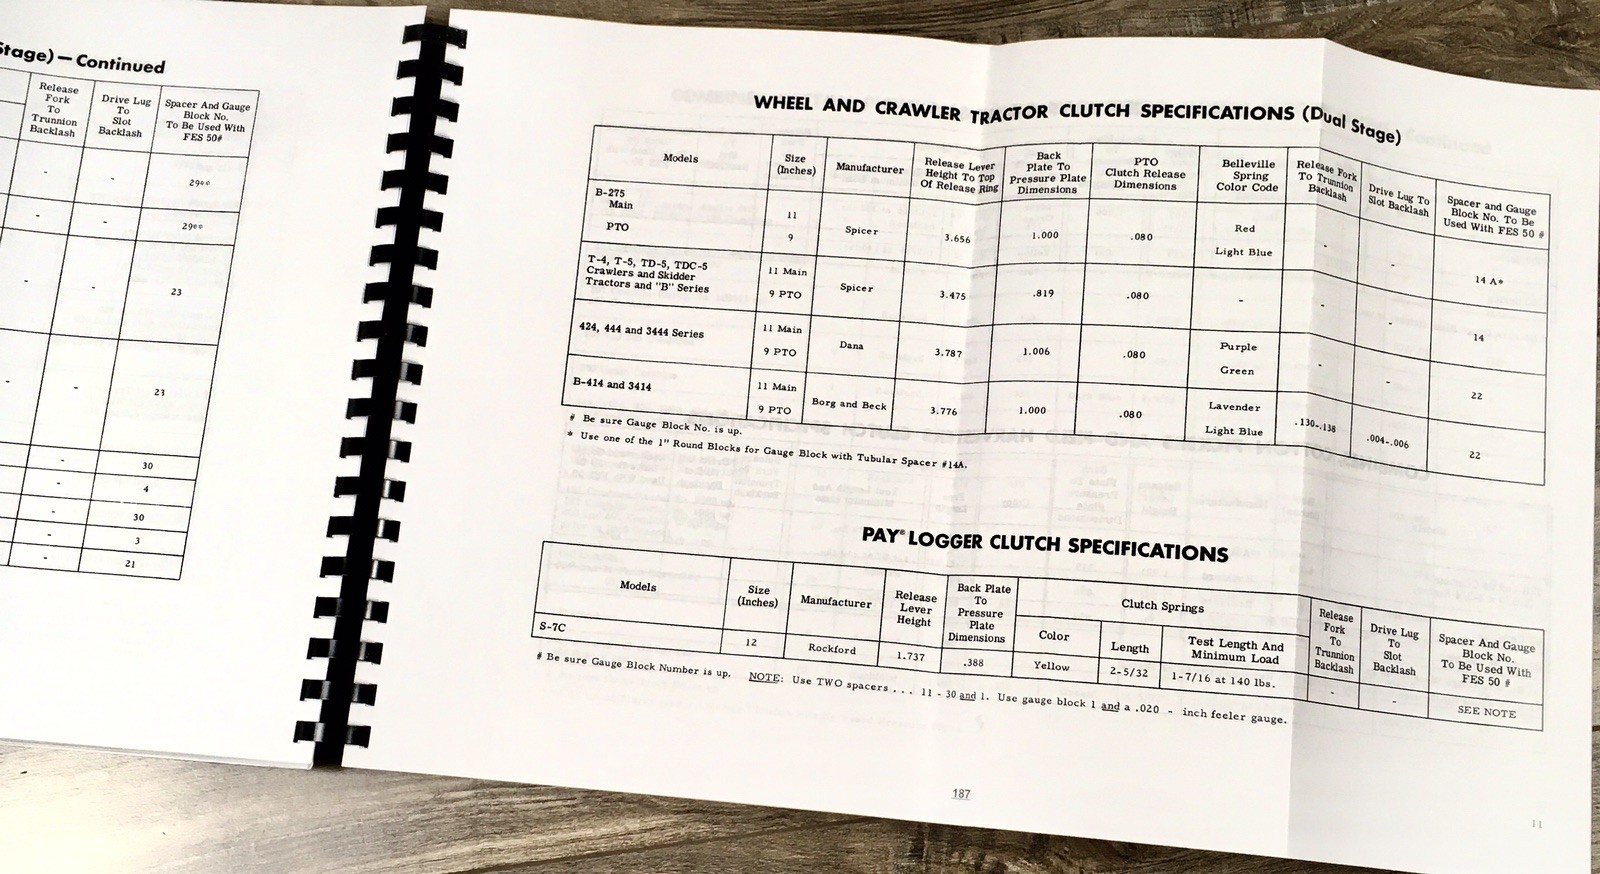 Stage) — Continued
Release Fork To Trunnion Backlash
Drive Lug To Slot Backlash
Spacer And Gauge Block No. To Be Used With FES 50#
- - 29**
- - 29**
- - - 23
- - - 23
- 30
- 4
- 30
- 3
- 21
WHEEL AND CRAWLER TRACTOR CLUTCH SPECIFICATIONS (Dual Stage)
Models
Size (Inches)
Manufacturer
Release Lever Height To Top Of Release Ring
Back Plate To Pressure Plate Dimensions
PTO Clutch Release Dimensions
Belleville Spring Color Code
Release Fork To Trunnion Backlash
Drive Lug To Slot Backlash
Spacer and Gauge Block No. To Be Used With FES 50 #
B-275
Main 11 Red
Spicer 3.656 1.000 .080 - - 14 A*
PTO 9 Light Blue
T-4, T-5, TD-5, TDC-5 11 Main
Crawlers and Skidder Spicer 3.475 .819 .080 - - - 14
Tractors and "B" Series 9 PTO
424, 444 and 3444 Series 11 Main Purple
Dana 3.787 1.006 .080 - - 22
9 PTO Green
B-414 and 3414 11 Main Lavender
Borg and Beck 3.776 1.000 .080 .130-.138 .004-.006 22
9 PTO Light Blue
# Be sure Gauge Block No. is up.
* Use one of the 1" Round Blocks for Gauge Block with Tubular Spacer #14A.
PAY® LOGGER CLUTCH SPECIFICATIONS
Models
Size (Inches)
Manufacturer
Release Lever Height
Back Plate To Pressure Plate Dimensions
Clutch Springs
Color
Length
Test Length And Minimum Load
Release Fork To Trunnion Backlash
Drive Lug To Slot Backlash
Spacer And Gauge Block No. To Be Used With FES 50 #
S-7C 12 Rockford 1.737 .388 Yellow 2-5/32 1-7/16 at 140 lbs. - - SEE NOTE
# Be sure Gauge Block Number is up. NOTE: Use TWO spacers . . . 11 - 30 and 1. Use gauge block 1 and a .020 - inch feeler gauge.
187
11